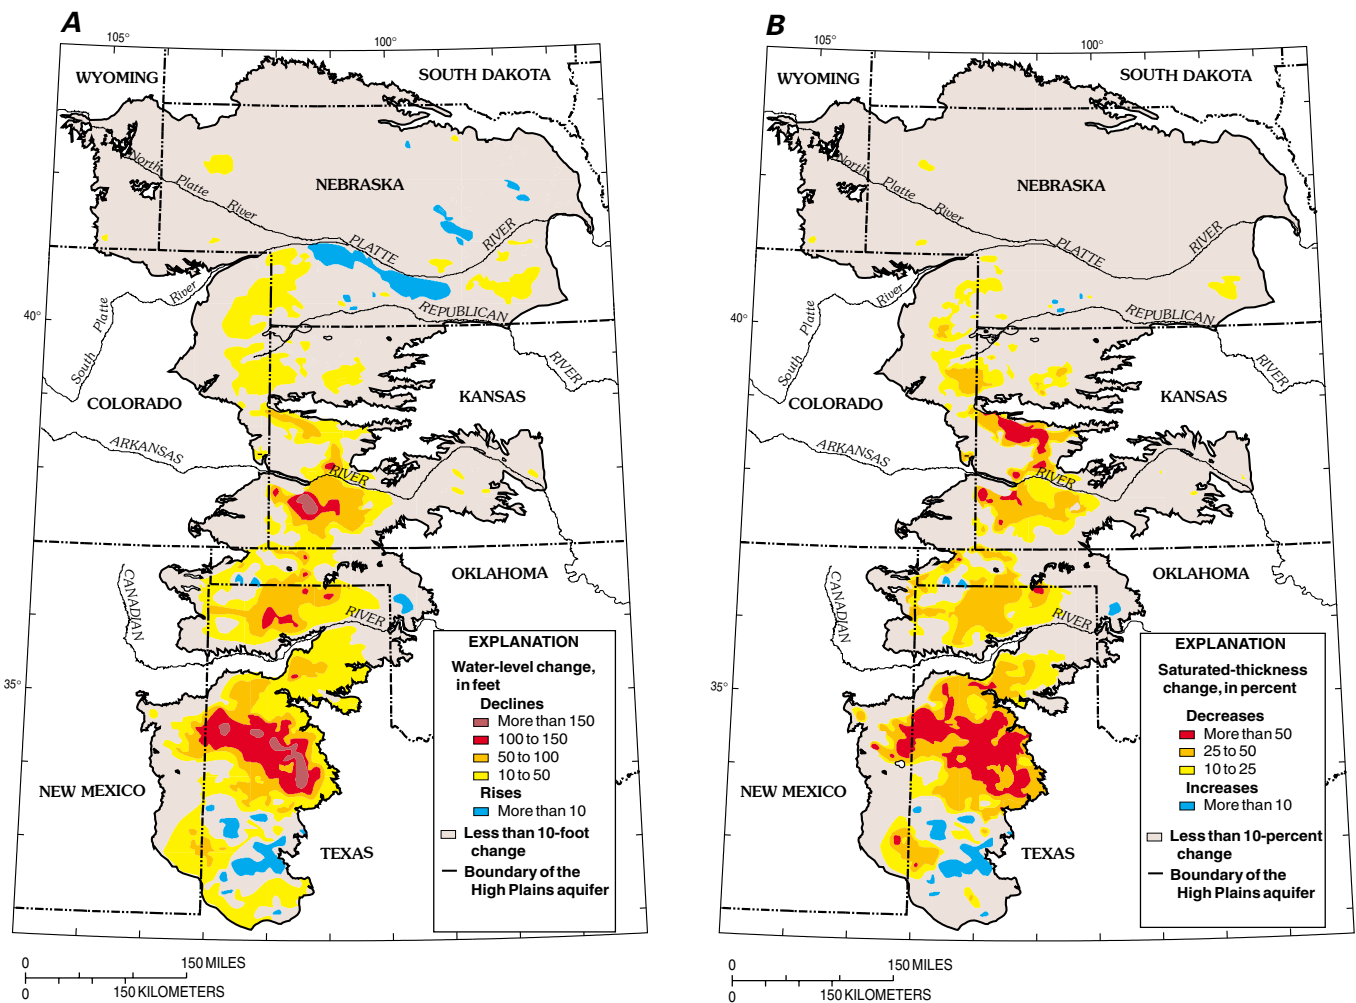 A
105°
100°
WYOMING
SOUTH DAKOTA
North
Platte
River
NEBRASKA
PLATTE
RIVER
South
Platte
River
40°
REPUBLICAN
RIVER
COLORADO
KANSAS
ARKANSAS
RIVER
CANADIAN
OKLAHOMA
RIVER
35°
NEW MEXICO
TEXAS
EXPLANATION
Water-level change,
in feet
Declines
More than 150
100 to 150
50 to 100
10 to 50
Rises
More than 10
Less than 10-foot
change
Boundary of the
High Plains aquifer
0
150 MILES
0
150 KILOMETERS
B
105°
100°
WYOMING
SOUTH DAKOTA
North
Platte
River
NEBRASKA
PLATTE
RIVER
South
Platte
River
40°
REPUBLICAN
RIVER
COLORADO
KANSAS
ARKANSAS
RIVER
CANADIAN
OKLAHOMA
RIVER
35°
NEW MEXICO
TEXAS
EXPLANATION
Saturated-thickness
change, in percent
Decreases
More than 50
25 to 50
10 to 25
Increases
More than 10
Less than 10-percent
change
Boundary of the
High Plains aquifer
0
150 MILES
0
150 KILOMETERS